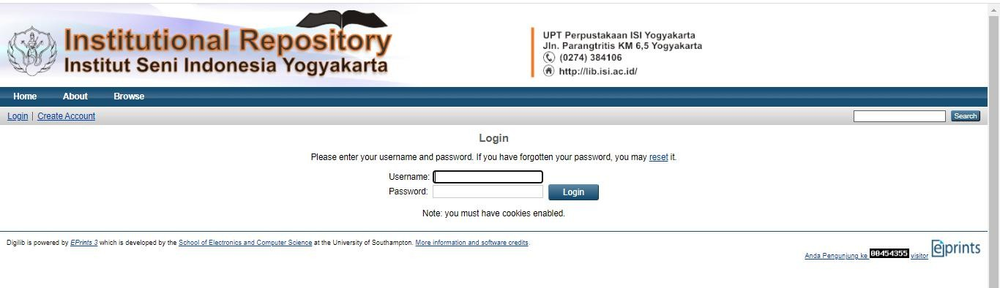 Institutional Repository
Institut Seni Indonesia Yogyakarta
UPT Perpustakaan ISI Yogyakarta
Jln. Parangtritis KM 6,5 Yogyakarta
(0274) 384106
http://lib.isi.ac.id/
Home About Browse
Login | Create Account Search
Login
Please enter your username and password. If you have forgotten your password, you may reset it.
Username:
Password: Login
Note: you must have cookies enabled.
Digilib is powered by EPrints 3 which is developed by the School of Electronics and Computer Science at the University of Southampton. More information and software credits.
Anda Pengunjung ke 00454355 visitor eprints